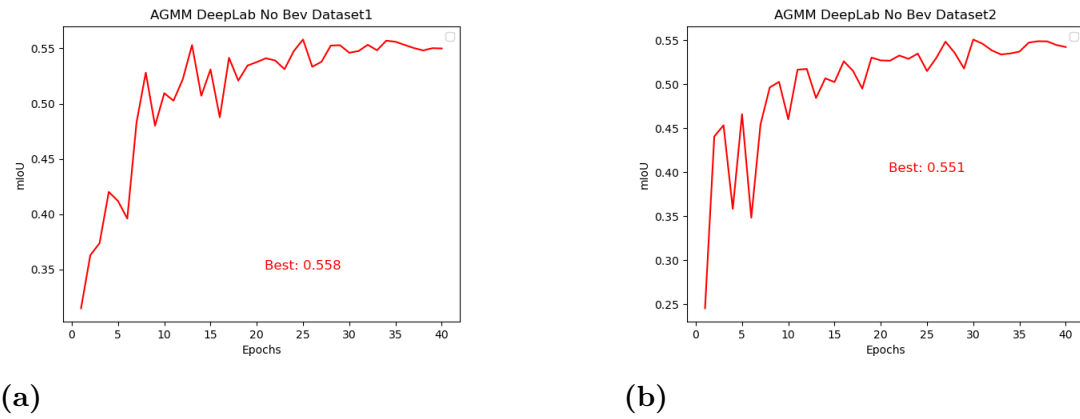 AGMM DeepLab No Bev Dataset1
0.55
0.50
0.45
0.40
0.35
mIoU
Best: 0.558
0 5 10 15 20 25 30 35 40
Epochs
(a)
AGMM DeepLab No Bev Dataset2
0.55
0.50
0.45
0.40
0.35
0.30
0.25
mIoU
Best: 0.551
0 5 10 15 20 25 30 35 40
Epochs
(b)